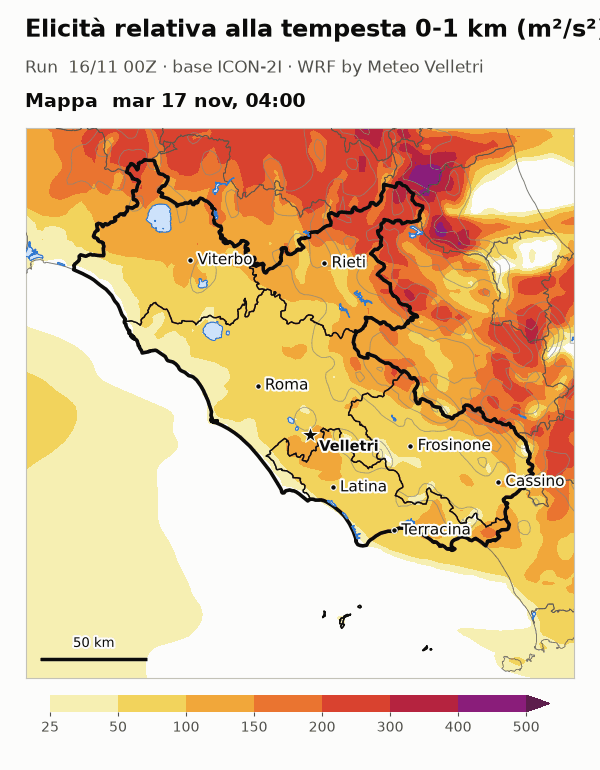 Elicità relativa alla tempesta 0-1 km (m²/s²)
Run 16/11 00Z · base ICON-2I · WRF by Meteo Velletri
Mappa mar 17 nov, 04:00
Viterbo
Rieti
Roma
Velletri
Frosinone
Cassino
Latina
Terracina
50 km
25 50 100 150 200 300 400 500